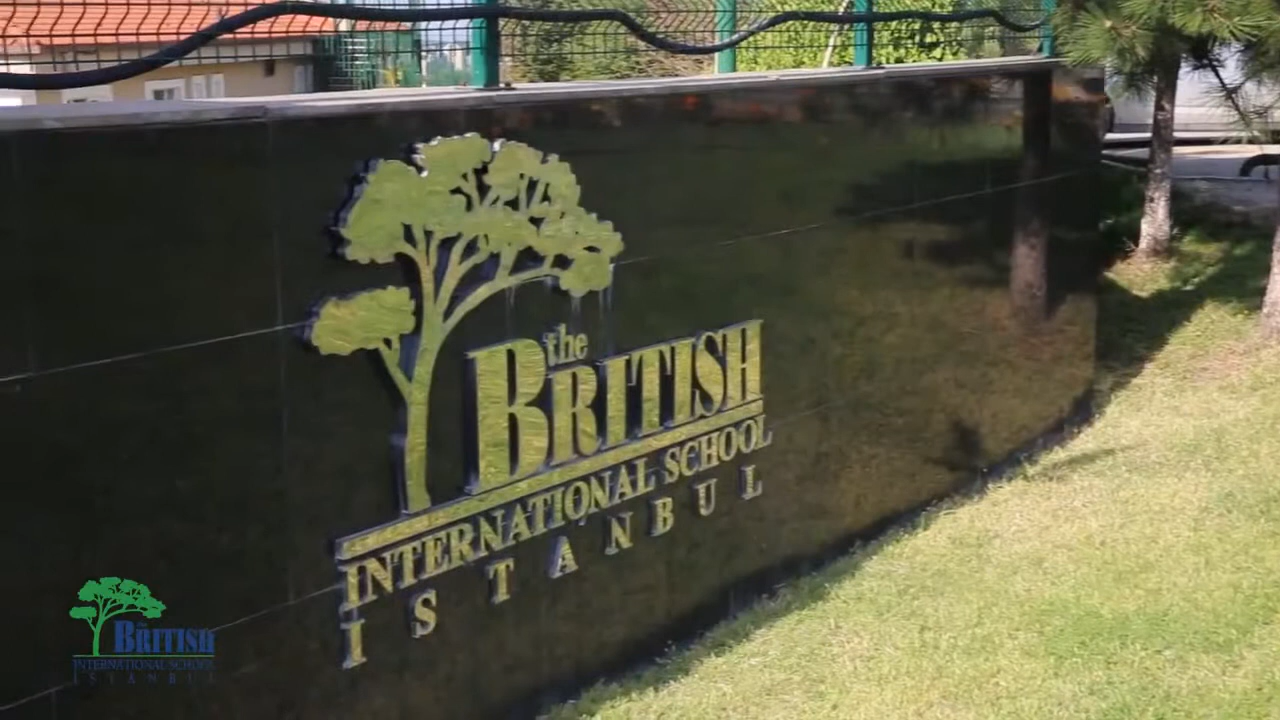 the
BRITISH
INTERNATIONAL SCHOOL
ISTANBUL
the
BRITISH
INTERNATIONAL SCHOOL
ISTANBUL